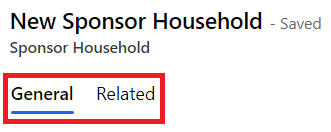 New Sponsor Household - Saved
Sponsor Household
General Related